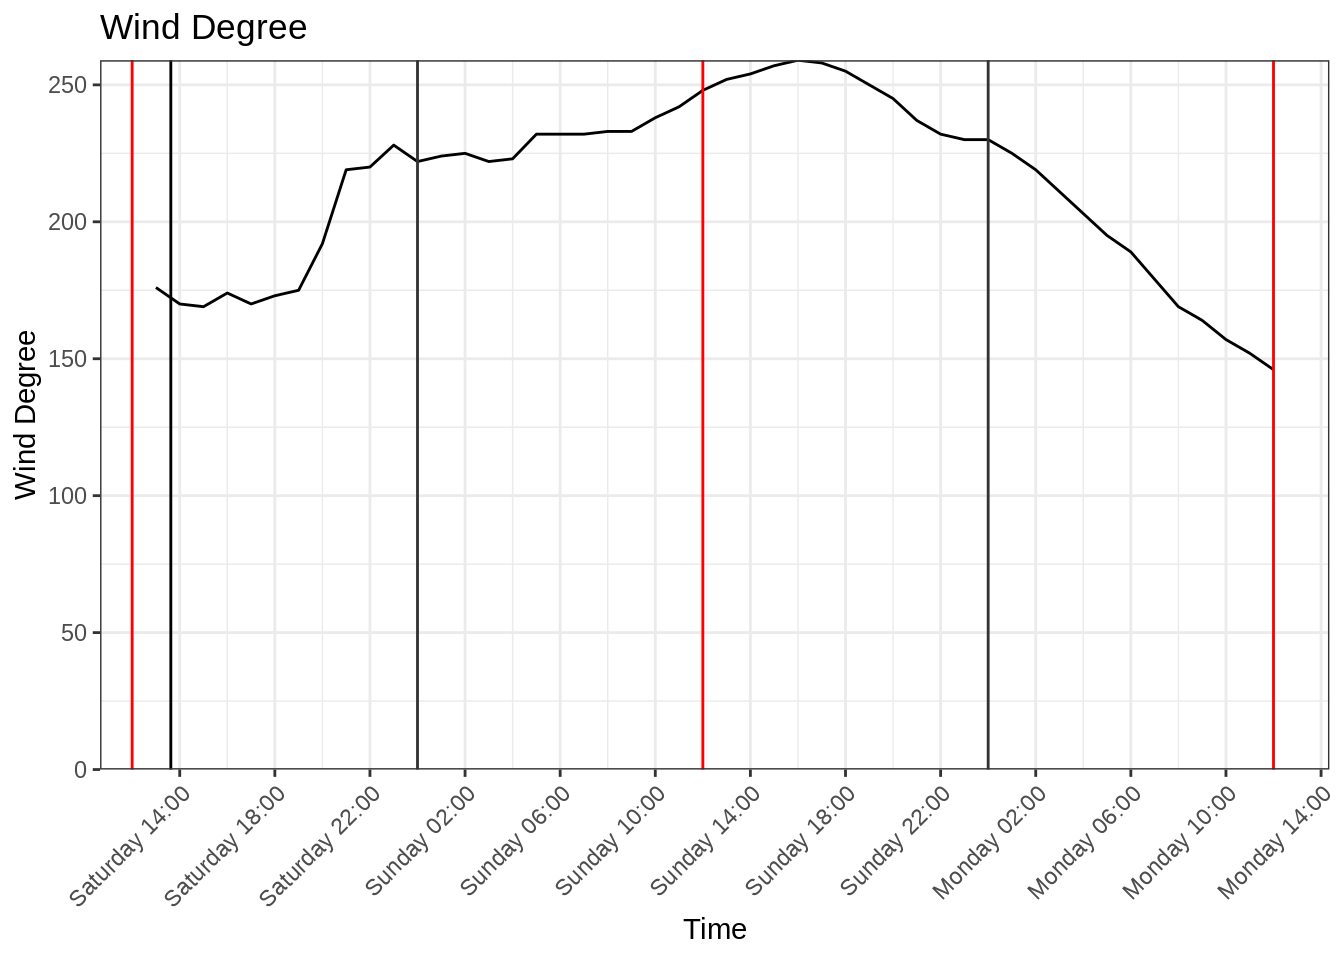 Wind Degree
Wind Degree
250
200
150
100
50
0
Saturday 14:00
Saturday 18:00
Saturday 22:00
Sunday 02:00
Sunday 06:00
Sunday 10:00
Sunday 14:00
Sunday 18:00
Sunday 22:00
Monday 02:00
Monday 06:00
Monday 10:00
Monday 14:00
Time